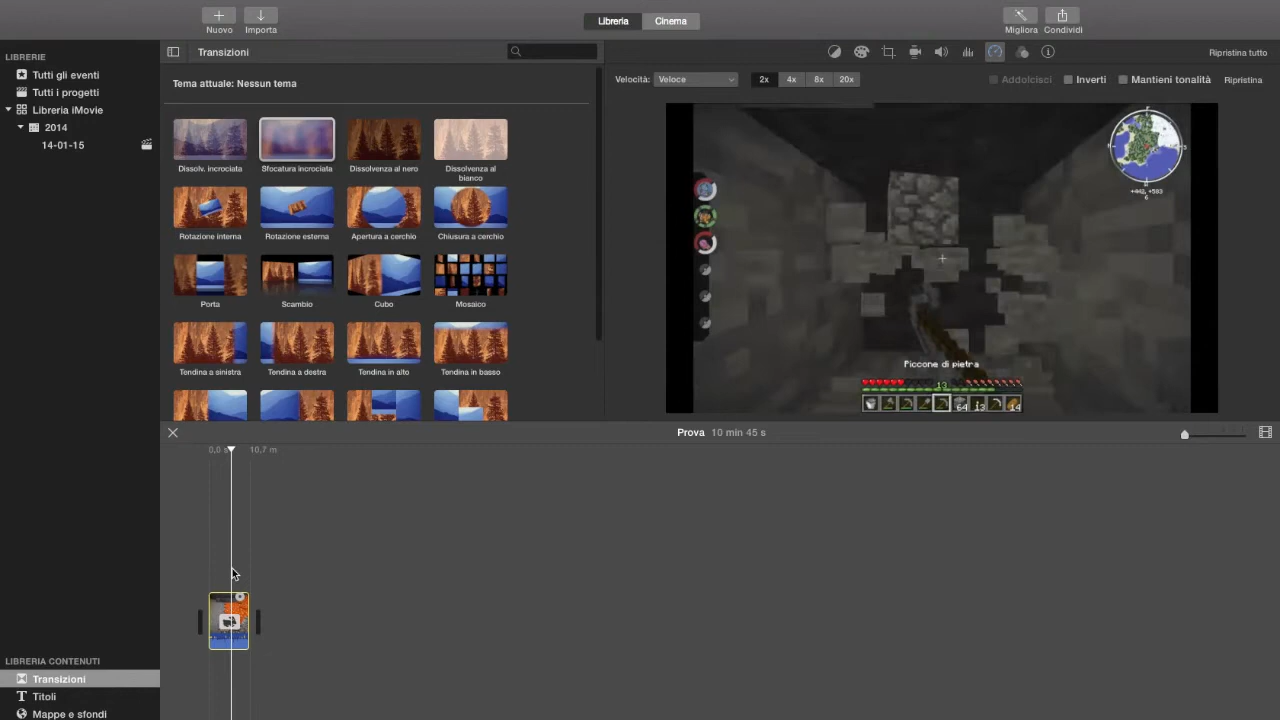 Nuovo
Importa
Libreria
Cinema
Migliora
Condividi
LIBRERIE
Tutti gli eventi
Tutti i progetti
Libreria iMovie
2014
14-01-15
LIBRERIA CONTENUTI
Transizioni
Titoli
Mappe e sfondi
Transizioni
Tema attuale: Nessun tema
Dissolv. incrociata
Sfocatura incrociata
Dissolvenza al nero
Dissolvenza al bianco
Rotazione interna
Rotazione esterna
Apertura a cerchio
Chiusura a cerchio
Porta
Scambio
Cubo
Mosaico
Tendina a sinistra
Tendina a destra
Tendina in alto
Tendina in basso
Ripristina tutto
Velocità:
Veloce
2x
4x
8x
20x
Addolcisci
Inverti
Mantieni tonalità
Ripristina
Piccone di pietra
13
64
13
14
Prova 10 min 45 s
0,0 s
10,7 m